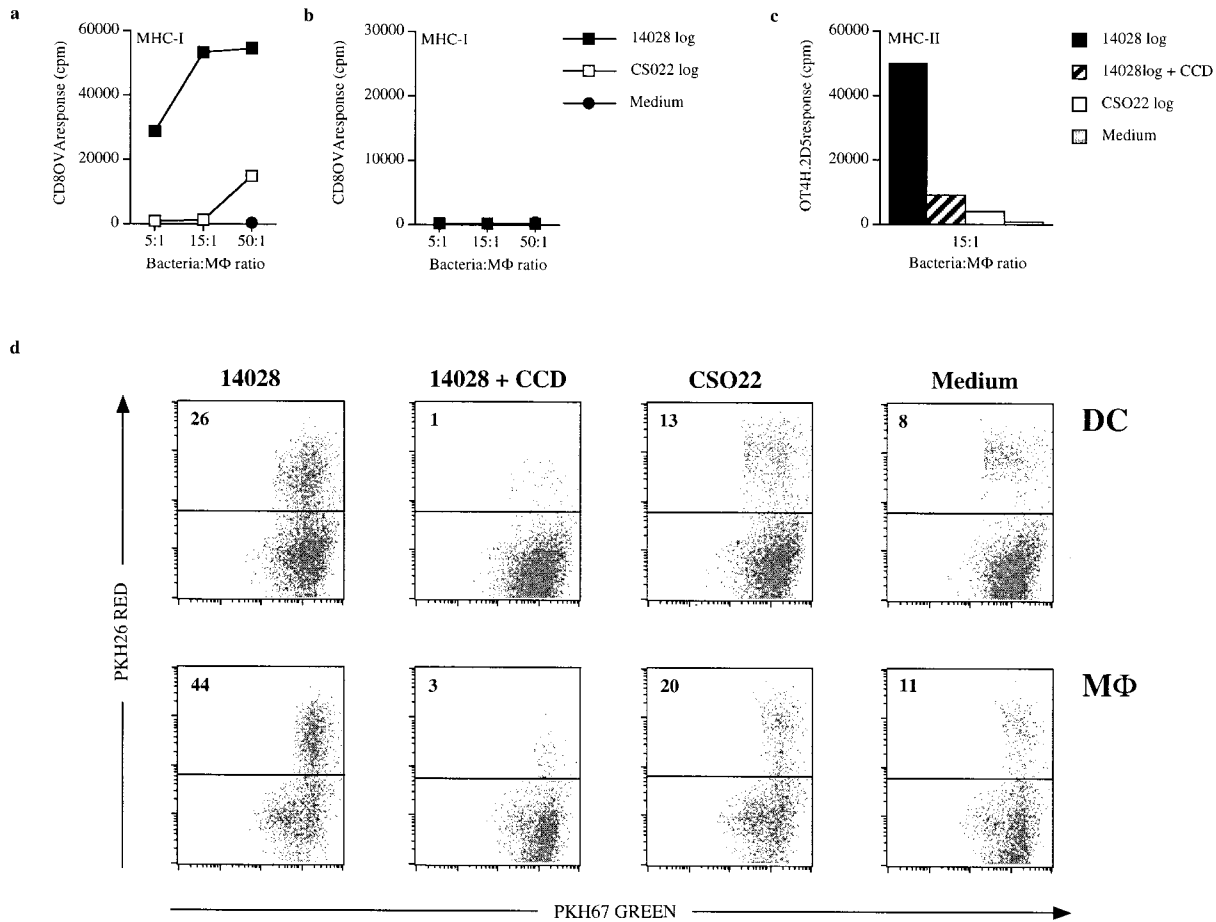 a
b
c
60000
40000
20000
0
CD8OVAresponse (cpm)
MHC-I
5:1 15:1 50:1
Bacteria:MΦ ratio
30000
20000
10000
0
CD8OVAresponse (cpm)
MHC-I
5:1 15:1 50:1
Bacteria:MΦ ratio
14028 log
CS022 log
Medium
60000
40000
20000
0
OT4H.2D5response (cpm)
MHC-II
15:1
Bacteria:MΦ ratio
14028 log
14028log + CCD
CSO22 log
Medium
d
14028
14028 + CCD
CSO22
Medium
26
1
13
8
DC
44
3
20
11
MΦ
PKH26 RED
PKH67 GREEN